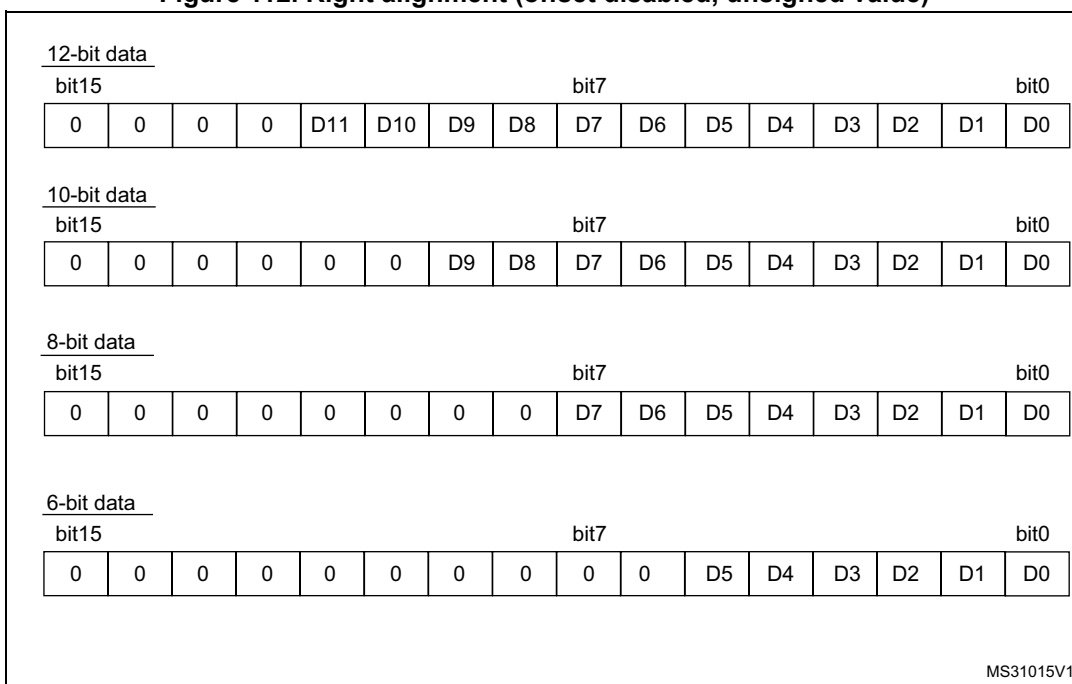 Figure 112. Right alignment (offset disabled, unsigned value)
12-bit data
bit15 bit7 bit0
0 0 0 0 D11 D10 D9 D8 D7 D6 D5 D4 D3 D2 D1 D0
10-bit data
bit15 bit7 bit0
0 0 0 0 0 0 D9 D8 D7 D6 D5 D4 D3 D2 D1 D0
8-bit data
bit15 bit7 bit0
0 0 0 0 0 0 0 0 D7 D6 D5 D4 D3 D2 D1 D0
6-bit data
bit15 bit7 bit0
0 0 0 0 0 0 0 0 0 0 D5 D4 D3 D2 D1 D0
MS31015V1